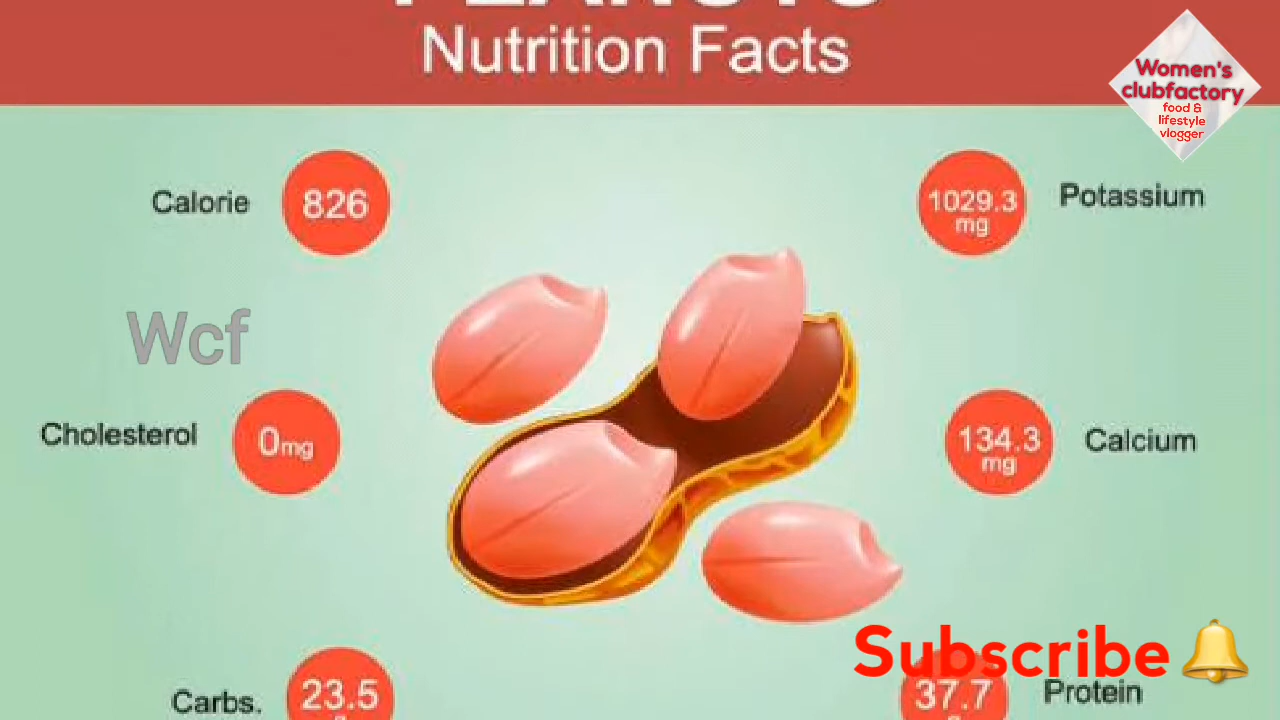 PEANUTS
Nutrition Facts
Women's
clubfactory
food &
lifestyle
vlogger
Calorie
826
1029.3
mg
Potassium
Wcf
Cholesterol
0mg
134.3
mg
Calcium
Subscribe
Carbs.
23.5
37.7
Protein